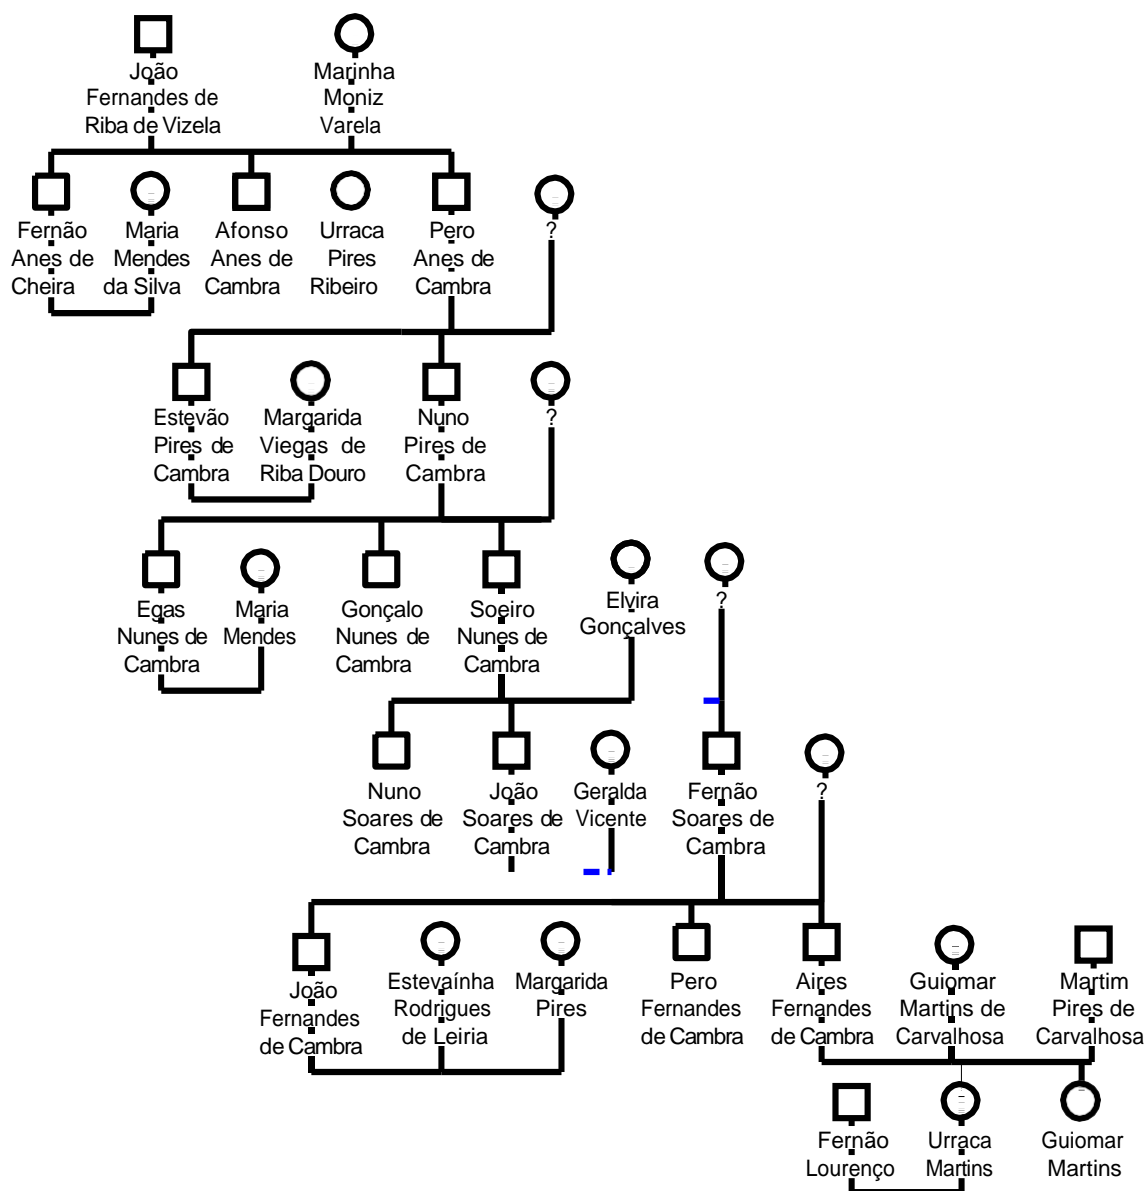 João
Fernandes de
Riba de Vizela
Marinha
Moniz
Varela
Fernão
Anes de
Cheira
Maria
Mendes
da Silva
Afonso
Anes de
Cambra
Urraca
Pires
Ribeiro
Pero
Anes de
Cambra
?
Estevão
Pires de
Cambra
Margarida
Viegas de
Riba Douro
Nuno
Pires de
Cambra
?
Egas
Nunes de
Cambra
Maria
Mendes
Gonçalo
Nunes de
Cambra
Soeiro
Nunes de
Cambra
Elvira
Gonçalves
?
Nuno
Soares de
Cambra
João
Soares de
Cambra
Geralda
Vicente
Fernão
Soares de
Cambra
?
João
Fernandes
de Cambra
Estevaínha
Rodrigues
de Leiria
Margarida
Pires
Pero
Fernandes
de Cambra
Aires
Fernandes
de Cambra
Guiomar
Martins de
Carvalhosa
Martim
Pires de
Carvalhosa
Fernão
Lourenço
Urraca
Martins
Guiomar
Martins